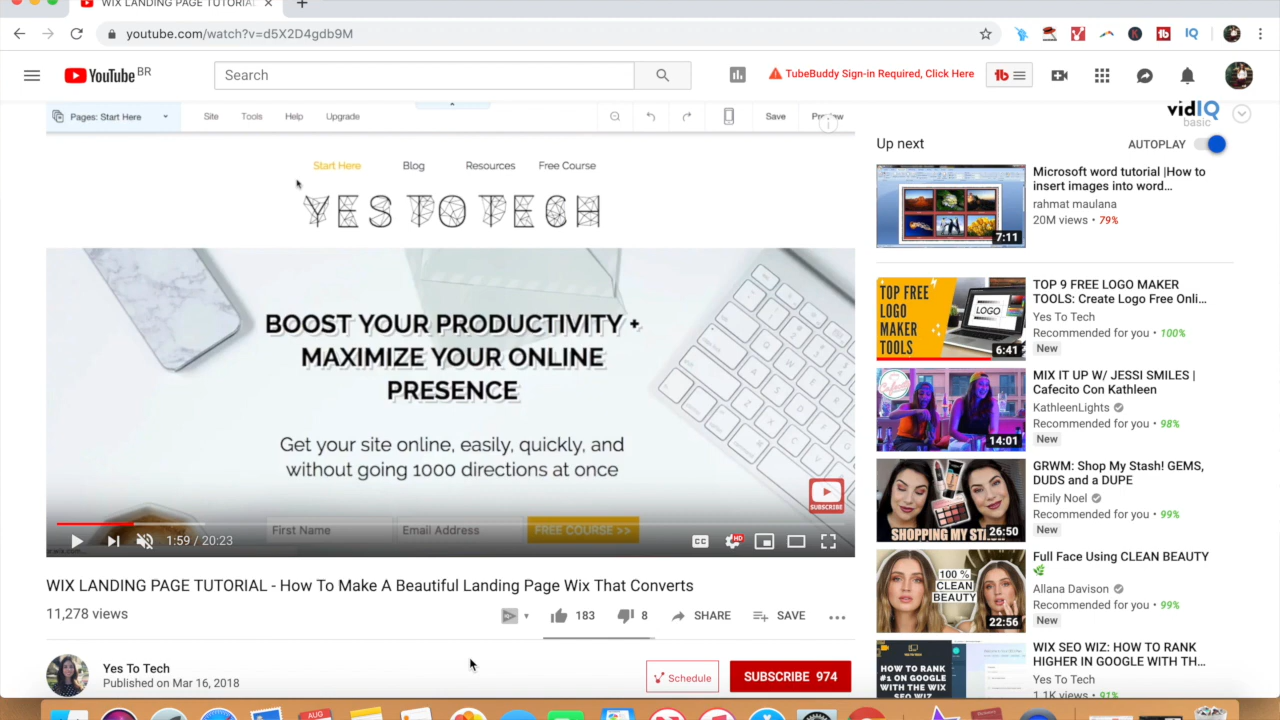 WIX LANDING PAGE TUTORIAL
youtube.com/watch?v=d5X2D4gdb9M
YouTube BR
Search
TubeBuddy Sign-in Required, Click Here
Pages: Start Here
Site
Tools
Help
Upgrade
Save
Preview
Start Here
Blog
Resources
Free Course
YES TO TECH
BOOST YOUR PRODUCTIVITY +
MAXIMIZE YOUR ONLINE
PRESENCE
Get your site online, easily, quickly, and
without going 1000 directions at once
First Name
Email Address
FREE COURSE >>
SUBSCRIBE
1:59 / 20:23
CC
HD
WIX LANDING PAGE TUTORIAL - How To Make A Beautiful Landing Page Wix That Converts
11,278 views
183
8
SHARE
SAVE
Yes To Tech
Published on Mar 16, 2018
Schedule
SUBSCRIBE 974
vidIQ
basic
Up next
AUTOPLAY
7:11
Microsoft word tutorial |How to
insert images into word...
rahmat maulana
20M views • 79%
TOP FREE
LOGO
MAKER
TOOLS
LOGO
6:41
TOP 9 FREE LOGO MAKER
TOOLS: Create Logo Free Onli...
Yes To Tech
Recommended for you • 100%
New
14:01
MIX IT UP W/ JESSI SMILES |
Cafecito Con Kathleen
KathleenLights
Recommended for you • 98%
New
SHOPPING MY STASH
26:50
GRWM: Shop My Stash! GEMS,
DUDS and a DUPE
Emily Noel
Recommended for you • 99%
New
100 %
CLEAN
BEAUTY
22:56
Full Face Using CLEAN BEAUTY
Allana Davison
Recommended for you • 99%
New
HOW TO RANK
#1 ON GOOGLE
WITH THE WIX
SEO WIZ
WIX SEO WIZ: HOW TO RANK
HIGHER IN GOOGLE WITH TH...
Yes To Tech
1.1K views • 91%
AUG